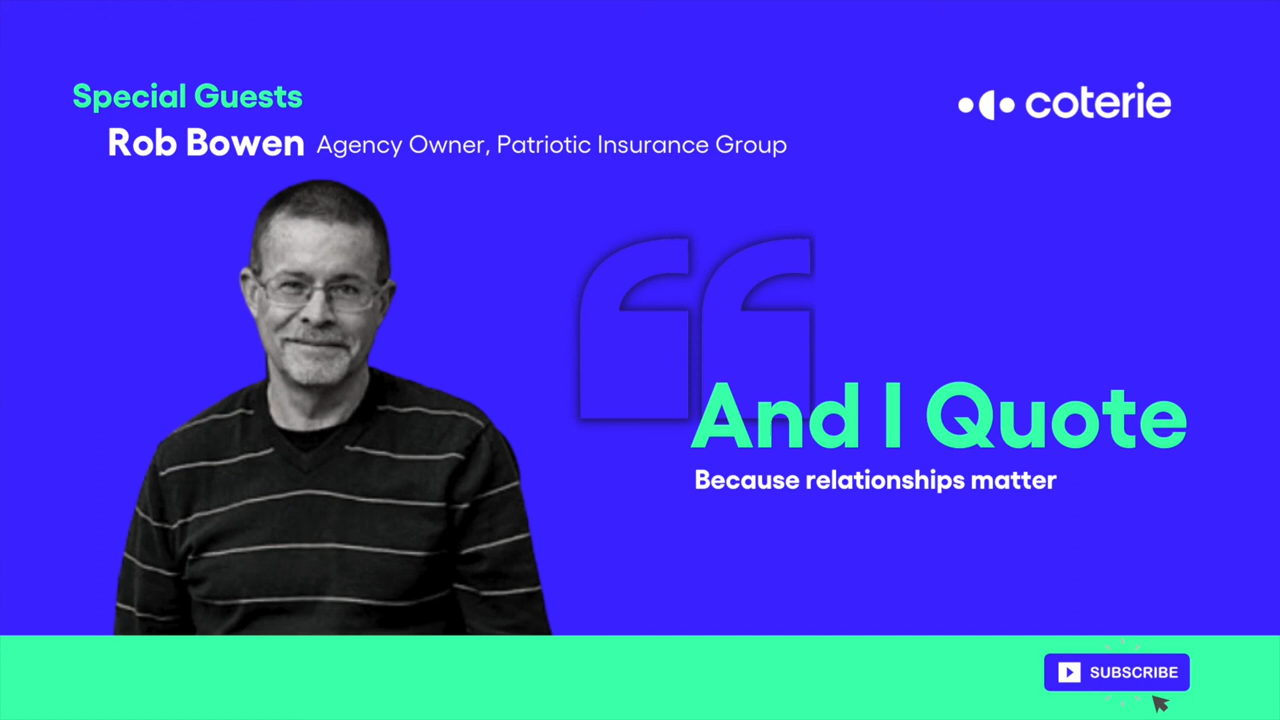 Special Guests
coterie
Rob Bowen Agency Owner, Patriotic Insurance Group
And I Quote
Because relationships matter
SUBSCRIBE